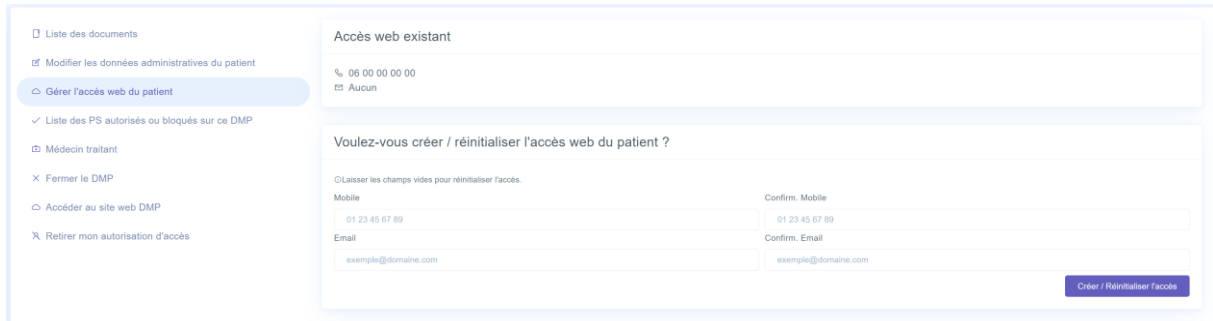 Liste des documents
Modifier les données administratives du patient
Gérer l'accès web du patient
Liste des PS autorisés ou bloqués sur ce DMP
Médecin traitant
Fermer le DMP
Accéder au site web DMP
Retirer mon autorisation d'accès
Accès web existant
06 00 00 00 00
Aucun
Voulez-vous créer / réinitialiser l'accès web du patient ?
Laisser les champs vides pour réinitialiser l'accès.
Mobile
Confirm. Mobile
01 23 45 67 89
01 23 45 67 89
Email
Confirm. Email
exemple@domaine.com
exemple@domaine.com
Créer / Réinitialiser l'accès